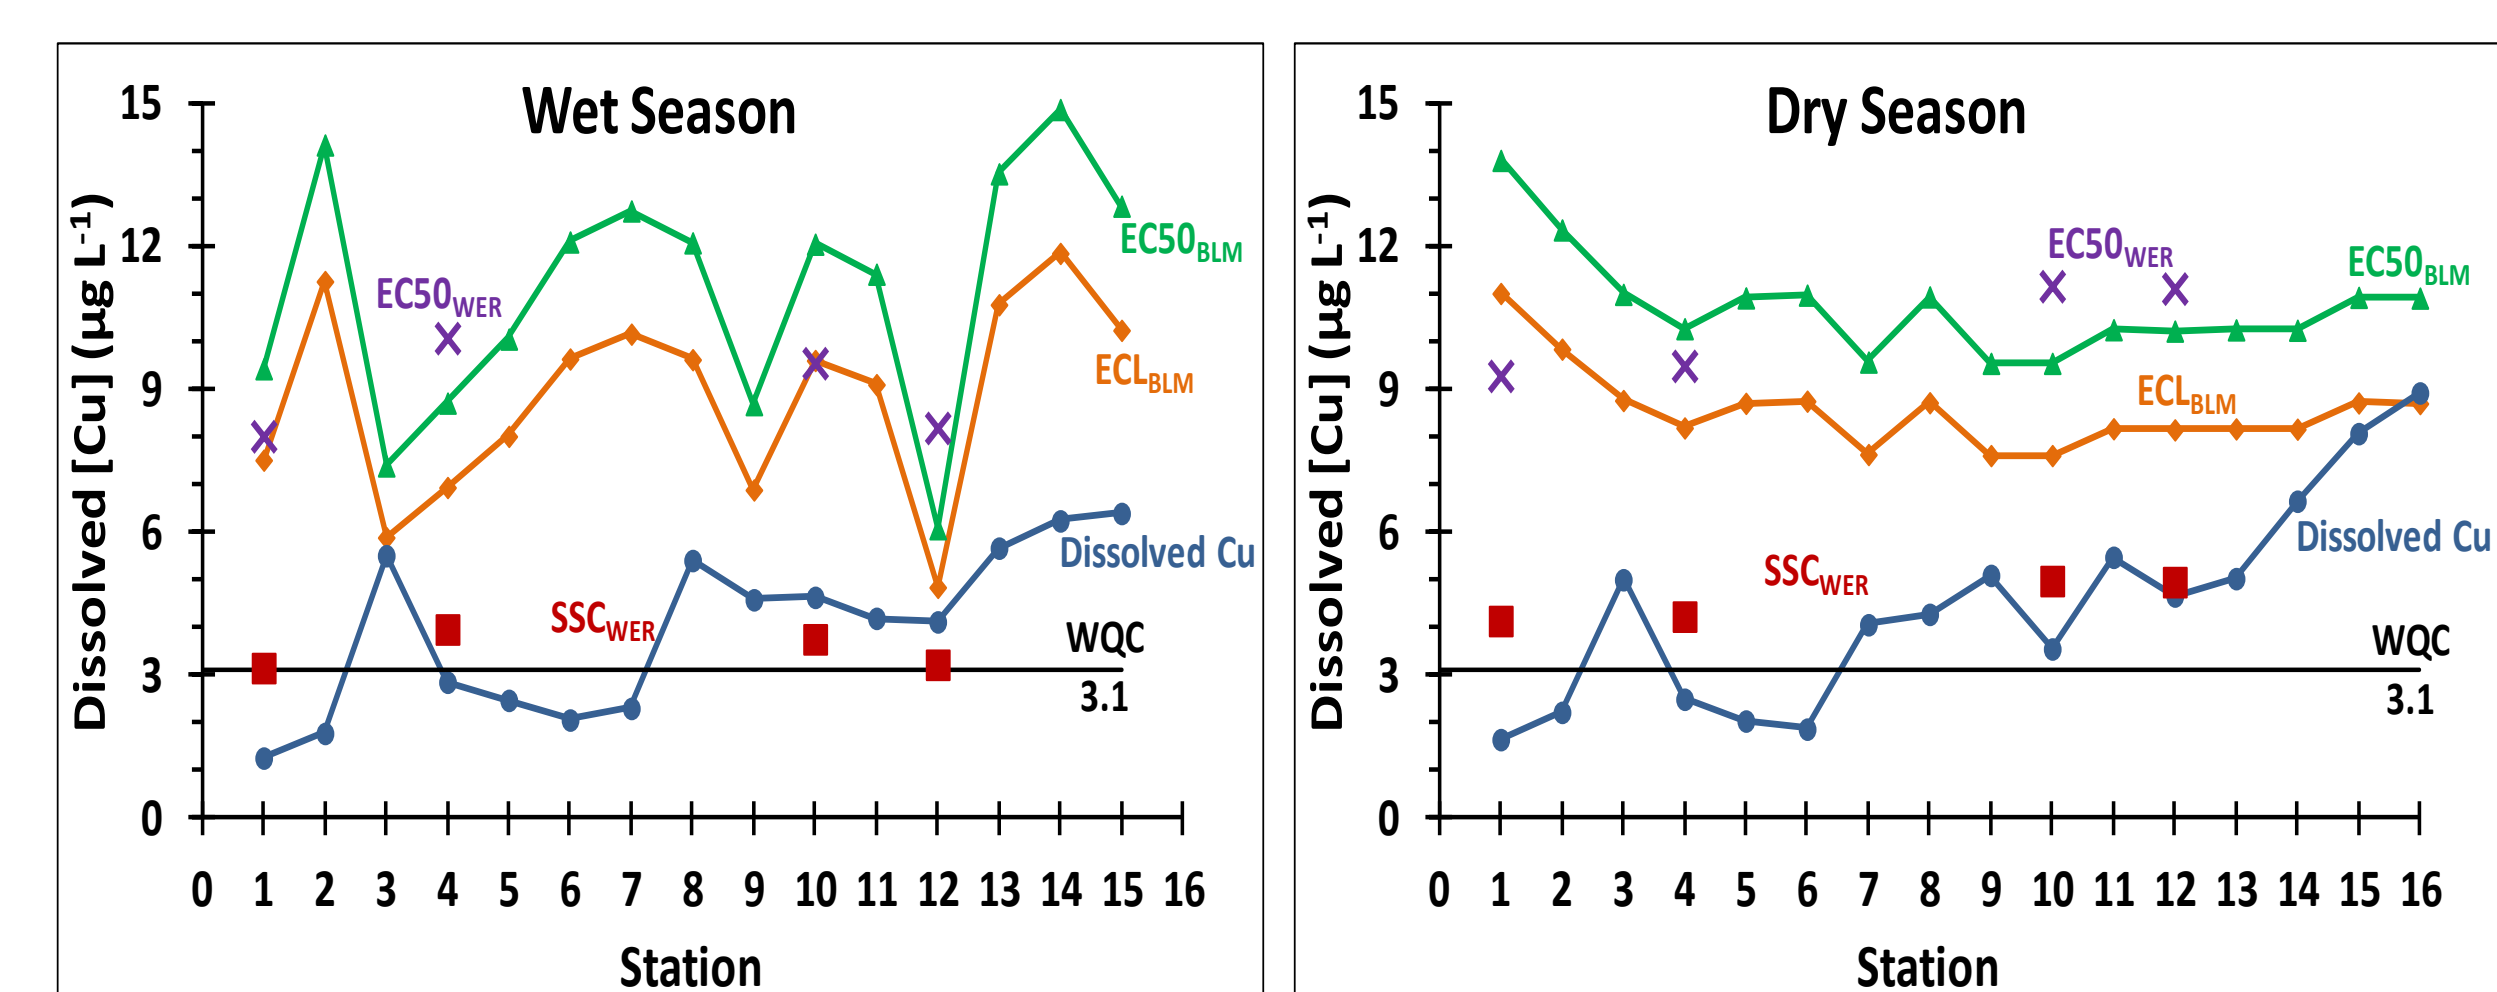 Wet Season
Dissolved [Cu] (µg L⁻¹)
15
12
9
6
3
0
EC50WER
EC50BLM
ECLBLM
Dissolved Cu
SSCWER
WQC
3.1
0 1 2 3 4 5 6 7 8 9 10 11 12 13 14 15 16
Station
Dry Season
Dissolved [Cu] (µg L⁻¹)
15
12
9
6
3
0
EC50WER
EC50BLM
ECLBLM
Dissolved Cu
SSCWER
WQC
3.1
0 1 2 3 4 5 6 7 8 9 10 11 12 13 14 15 16
Station